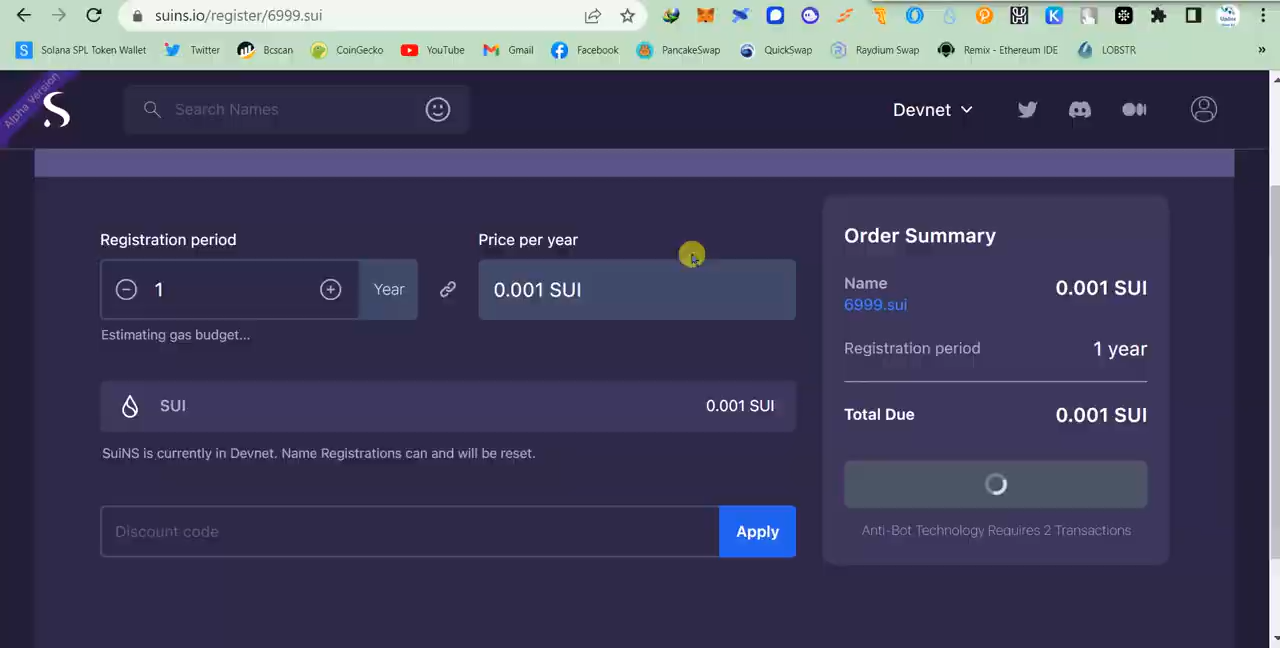 suins.io/register/6999.sui
Solana SPL Token Wallet Twitter Bcscan CoinGecko YouTube Gmail Facebook PancakeSwap QuickSwap Raydium Swap Remix - Ethereum IDE LOBSTR »
Alpha Version
Search Names
Devnet
Registration period
Price per year
1
Year
0.001 SUI
Estimating gas budget...
SUI
0.001 SUI
SuiNS is currently in Devnet. Name Registrations can and will be reset.
Discount code
Apply
Order Summary
Name
0.001 SUI
6999.sui
Registration period
1 year
Total Due
0.001 SUI
Anti-Bot Technology Requires 2 Transactions